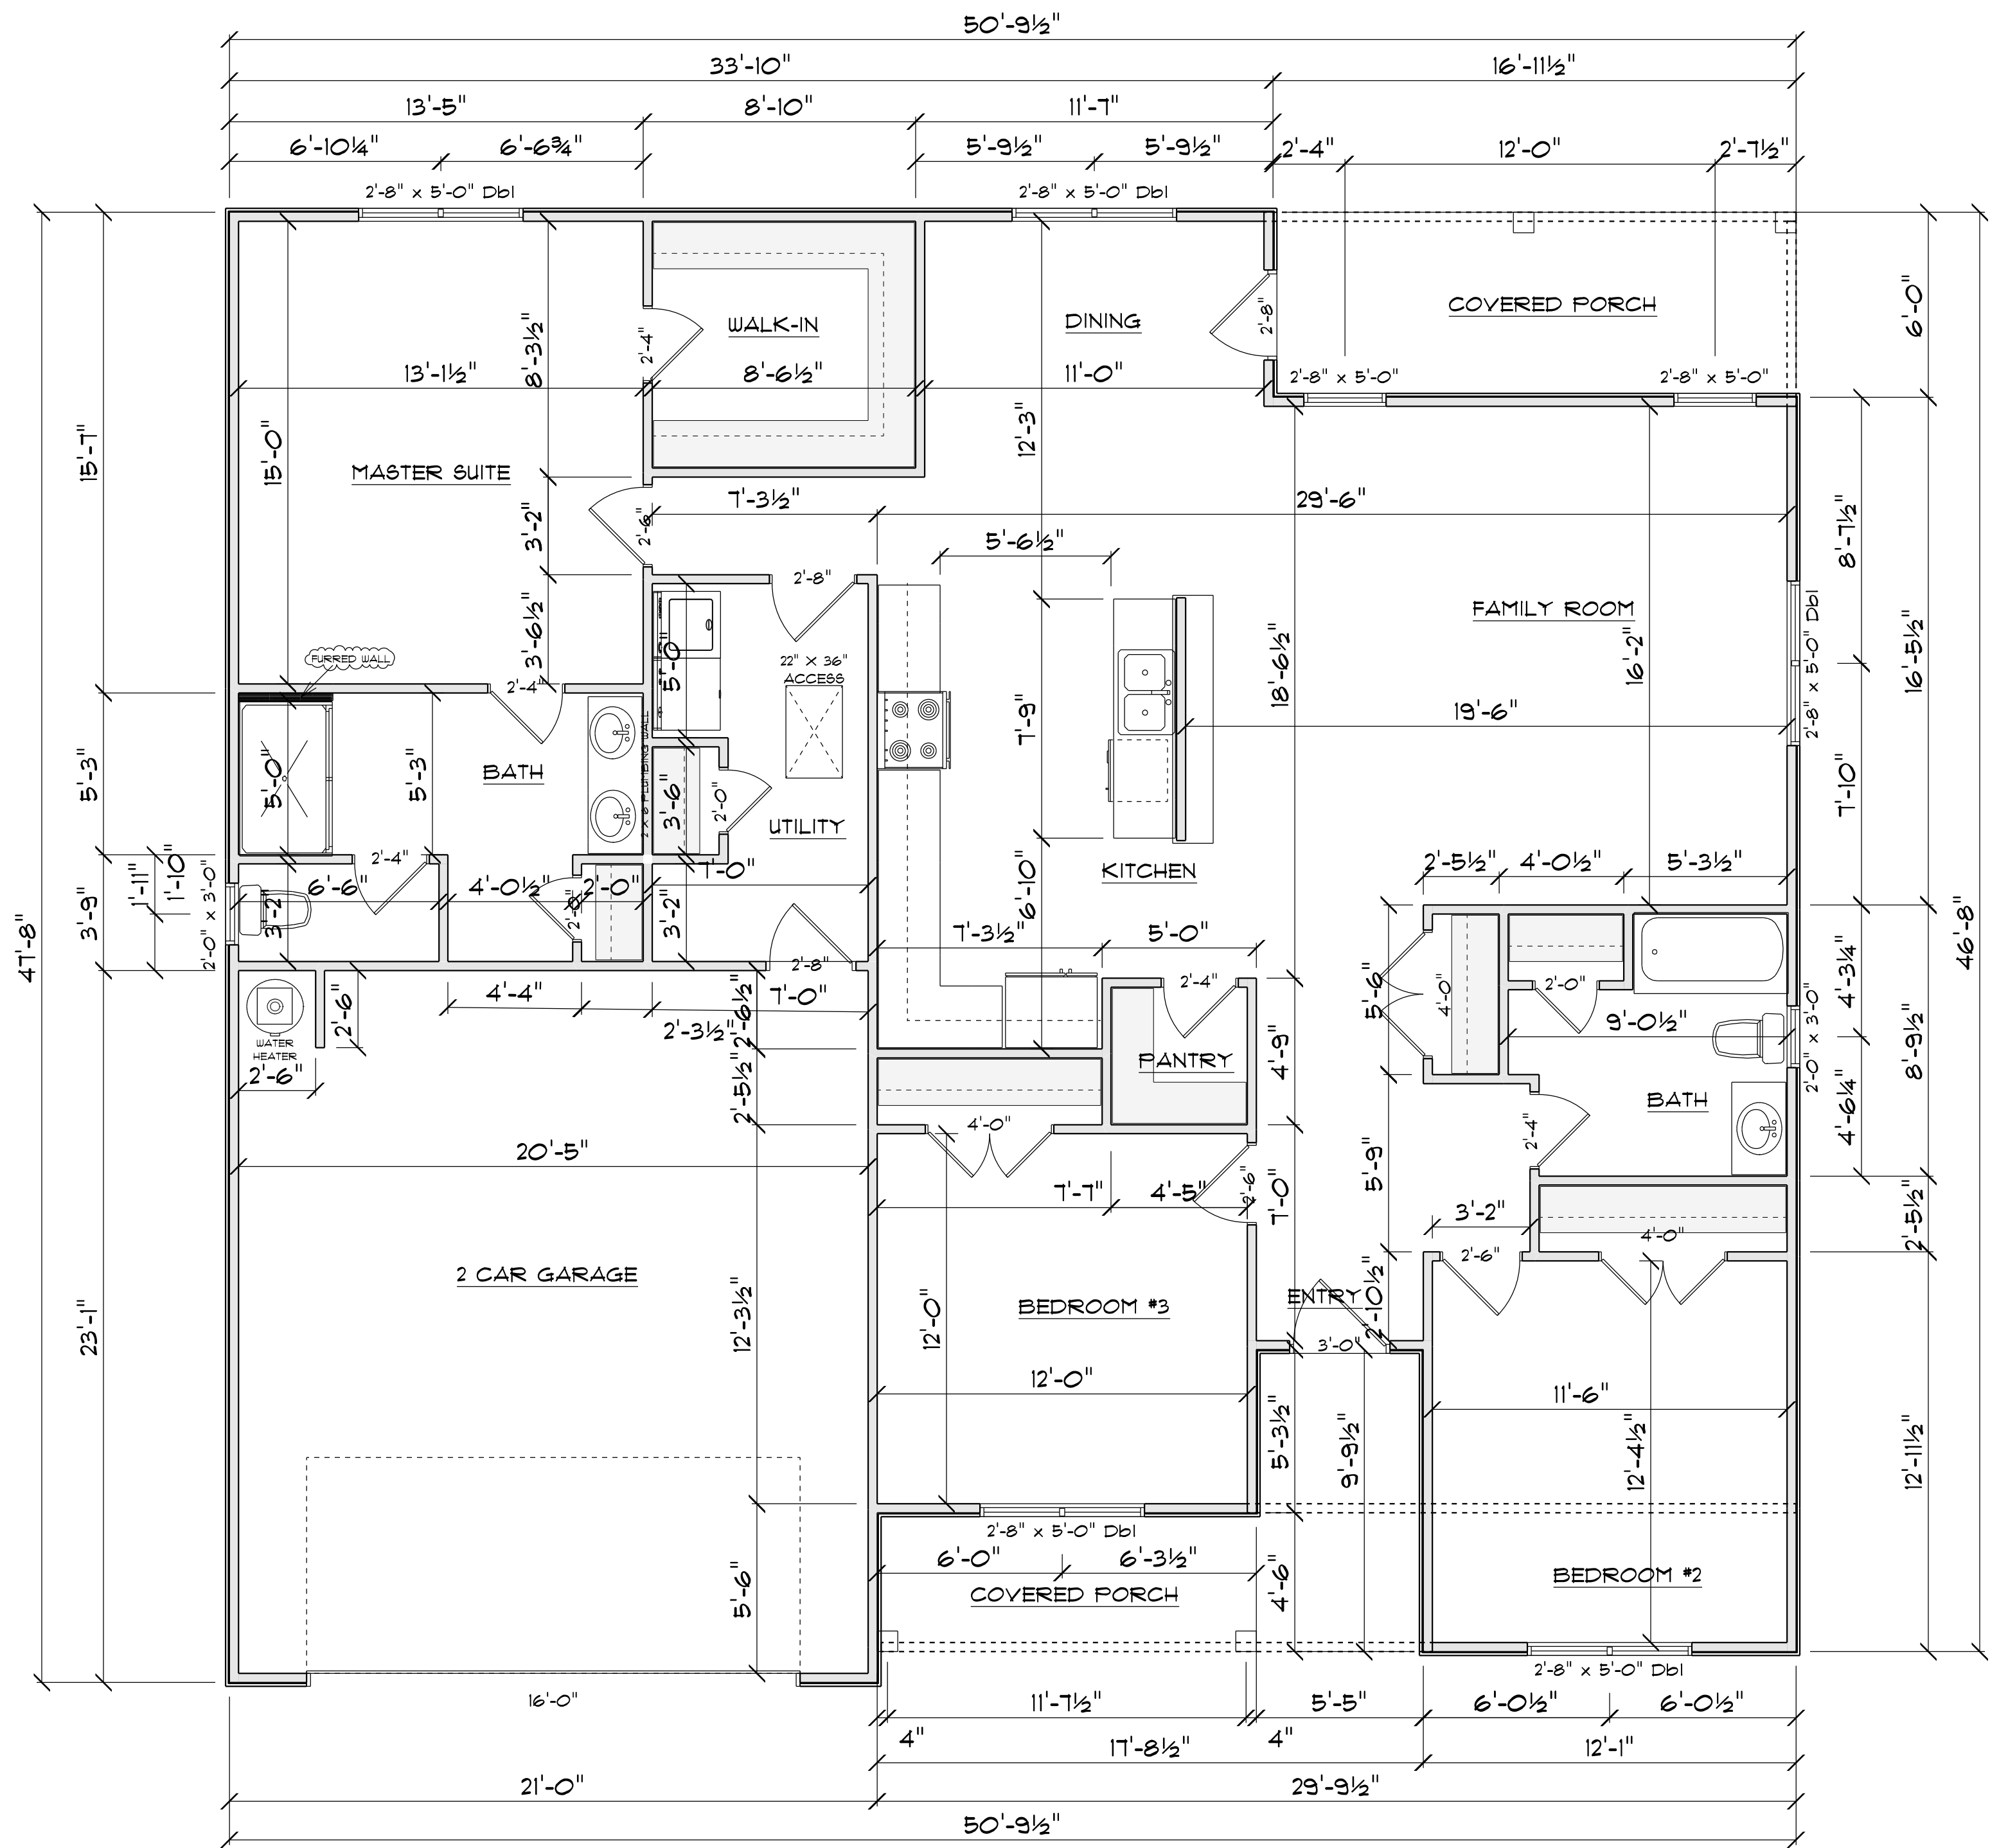 50'-9½"
33'-10" 16'-11½"
13'-5" 8'-10" 11'-7"
6'-10¼" 6'-6¾" 5'-9½" 5'-9½" 2'-4" 12'-0" 2'-7½"
2'-8" x 5'-0" Dbl 2'-8" x 5'-0" Dbl
COVERED PORCH
6'-0"
WALK-IN
DINING
2'-8"
8'-3½"
2'-4"
13'-1½" 8'-6½" 11'-0"
2'-8" x 5'-0" 2'-8" x 5'-0"
15'-7"
15'-0"
12'-3"
MASTER SUITE
7'-3½" 29'-6"
3'-2"
2'-6"
8'-7½"
5'-6½"
2'-8"
3'-6½"
FAMILY ROOM
16'-2"
18'-6½"
16'-5½"
2'-8" x 5'-0" Dbl
FURRED WALL
5'-0"
22" X 36"
ACCESS
2'-4"
19'-6"
7'-9"
2 X 6 PLUMBING WALL
5'-3"
5'-0"
5'-3"
BATH
3'-6"
2'-0"
UTILITY
7'-10"
KITCHEN
2'-4"
1'-11"
1'-10"
3'-9"
2'-0" x 3'-0"
6'-6" 4'-0½" 2'-0" 7'-0"
3'-2"
2'-0"
3'-2"
6'-10"
2'-5½" 4'-0½" 5'-3½"
47'-8"
46'-8"
7'-3½" 5'-0"
2'-8"
2'-4"
5'-6"
4'-0"
2'-0"
4'-3¼"
4'-4" 7'-0"
2'-3½"
2'-6"
2'-6½"
WATER
HEATER
2'-6"
9'-0½"
2'-0" x 3'-0"
8'-9½"
PANTRY
4'-9"
2'-5½"
4'-0"
BATH
2'-4"
4'-6¼"
20'-5"
5'-9"
7'-7" 4'-5"
2'-6"
7'-0"
3'-2"
2'-5½"
2'-6"
4'-0"
2 CAR GARAGE
23'-1"
12'-3½"
12'-0"
BEDROOM #3
ENTRY
2'-10½"
3'-0"
12'-0"
11'-6"
5'-3½"
9'-9½"
12'-4½"
12'-11½"
2'-8" x 5'-0" Dbl
6'-0" 6'-3½"
5'-6"
4'-6"
COVERED PORCH
BEDROOM #2
2'-8" x 5'-0" Dbl
16'-0"
11'-7½" 5'-5" 6'-0½" 6'-0½"
4" 4"
17'-8½" 12'-1"
21'-0" 29'-9½"
50'-9½"